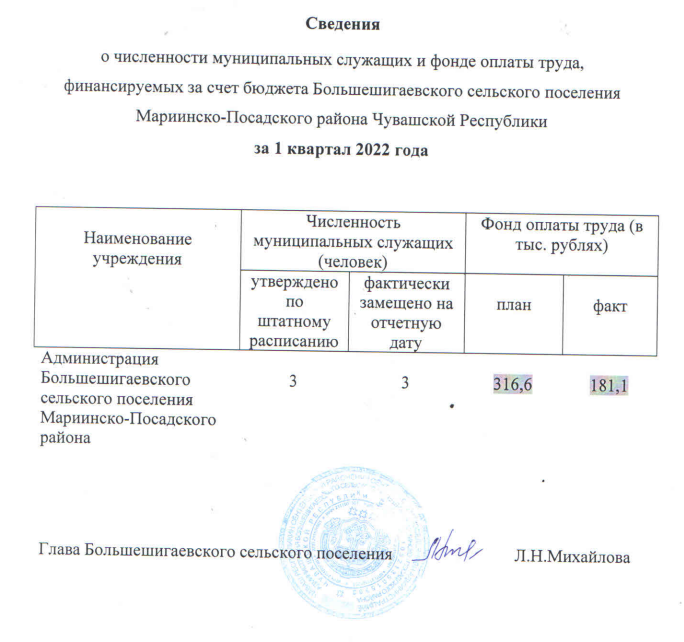 Сведения
о численности муниципальных служащих и фонде оплаты труда,
финансируемых за счет бюджета Большешигаевского сельского поселения
Мариинско-Посадского района Чувашской Республики
за 1 квартал 2022 года
Наименование
учреждения
Численность
муниципальных служащих
(человек)
Фонд оплаты труда (в
тыс. рублях)
утверждено
по
штатному
расписанию
фактически
замещено на
отчетную
дату
план
факт
Администрация
Большешигаевского
сельского поселения
Мариинско-Посадского
района
3
3
316,6
181,1
Глава Большешигаевского сельского поселения
Л.Н.Михайлова